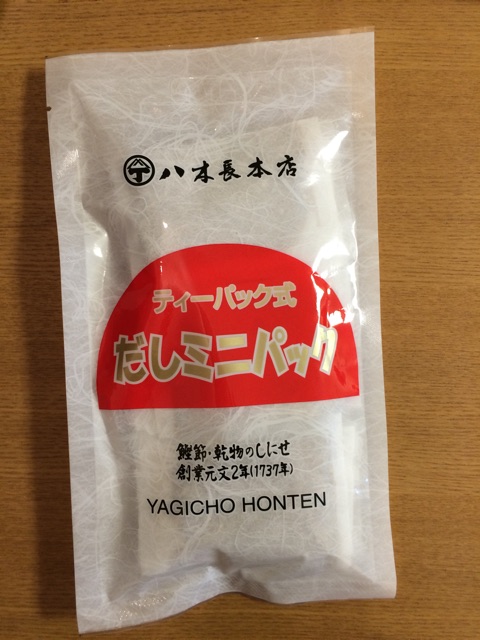 八木長本店
ティーパック式
だしミニパック
鰹節・乾物のしにせ
創業元文2年(1737年)
YAGICHO HONTEN